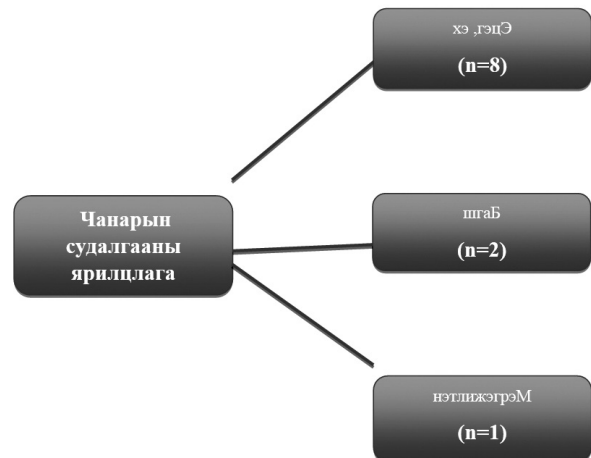 Чанарын
судалгааны
ярилцлага
хэ ,гэцЭ
(n=8)
шгаБ
(n=2)
нэтлижэгрэМ
(n=1)